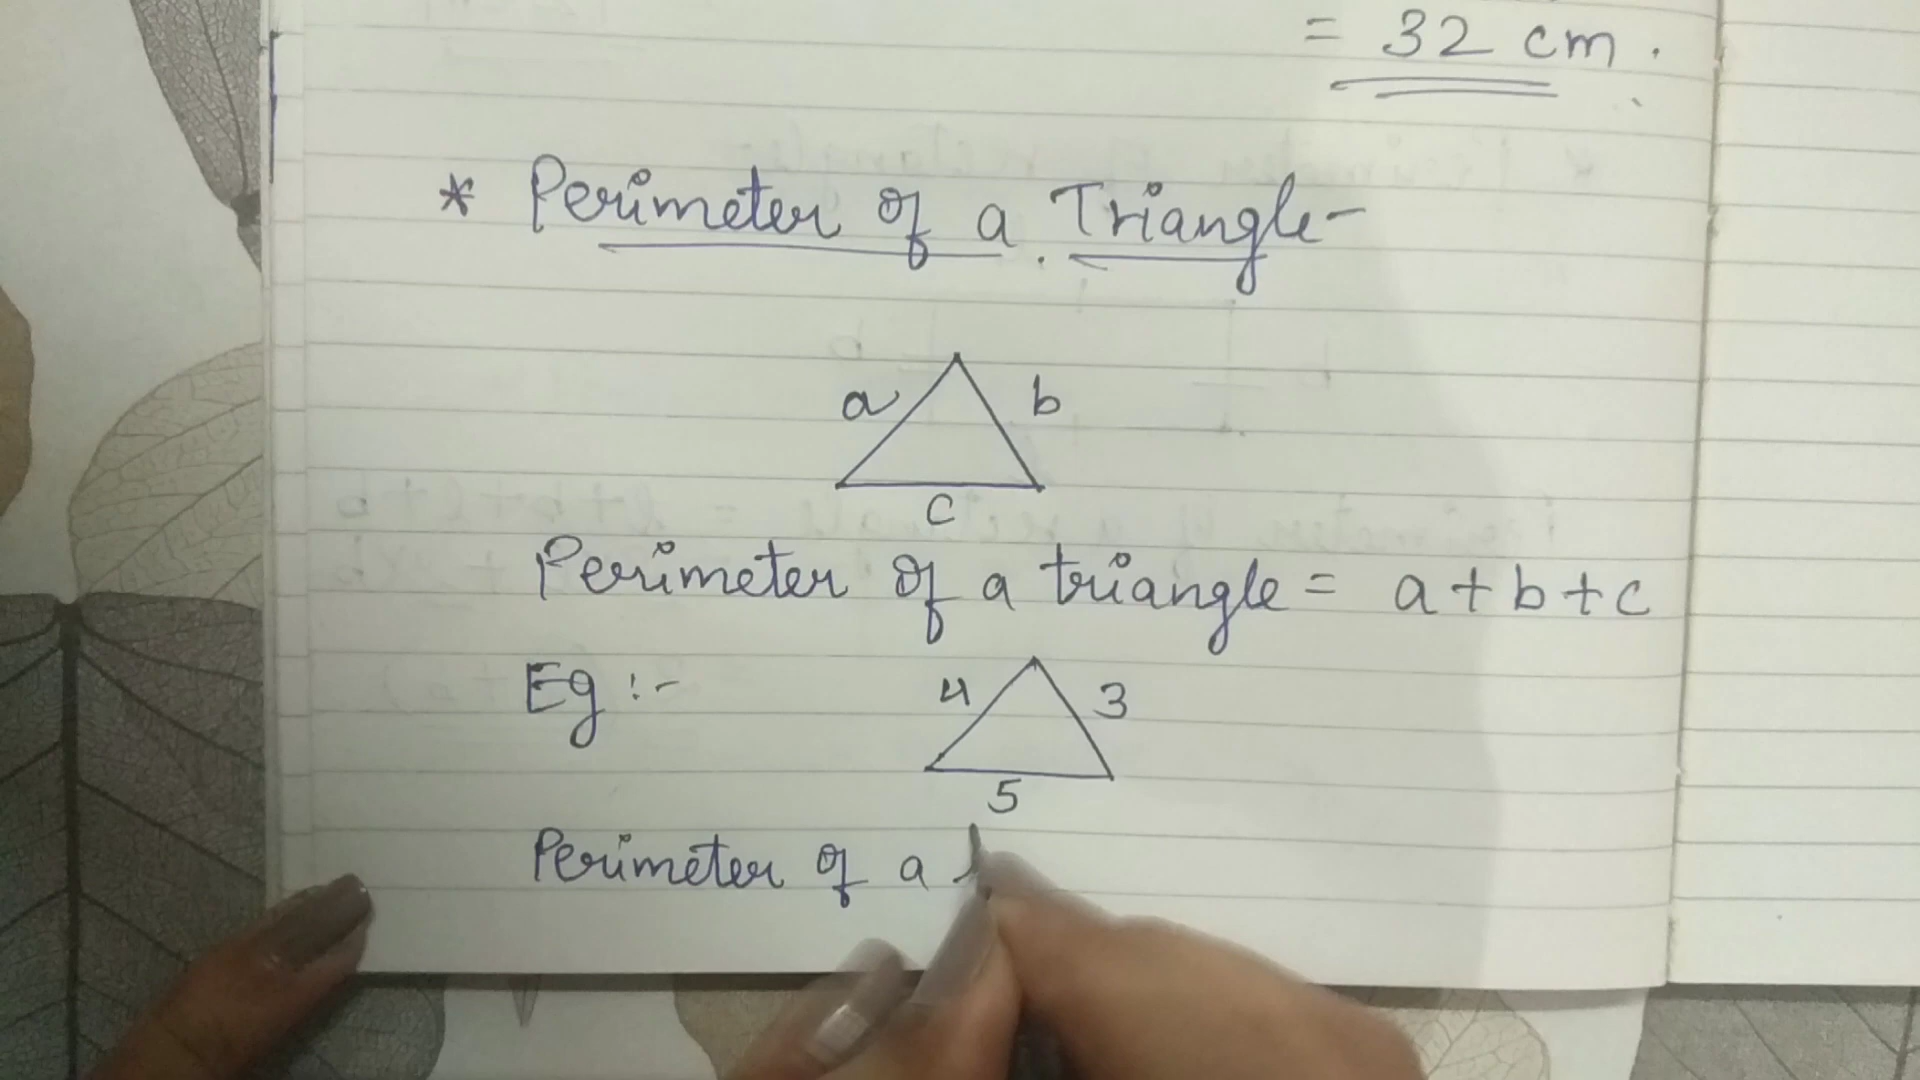 = 32 cm.
* Perimeter of a Triangle-
a b
c
Perimeter of a triangle = a+b+c
Eg :-
4 3
5
Perimeter of a